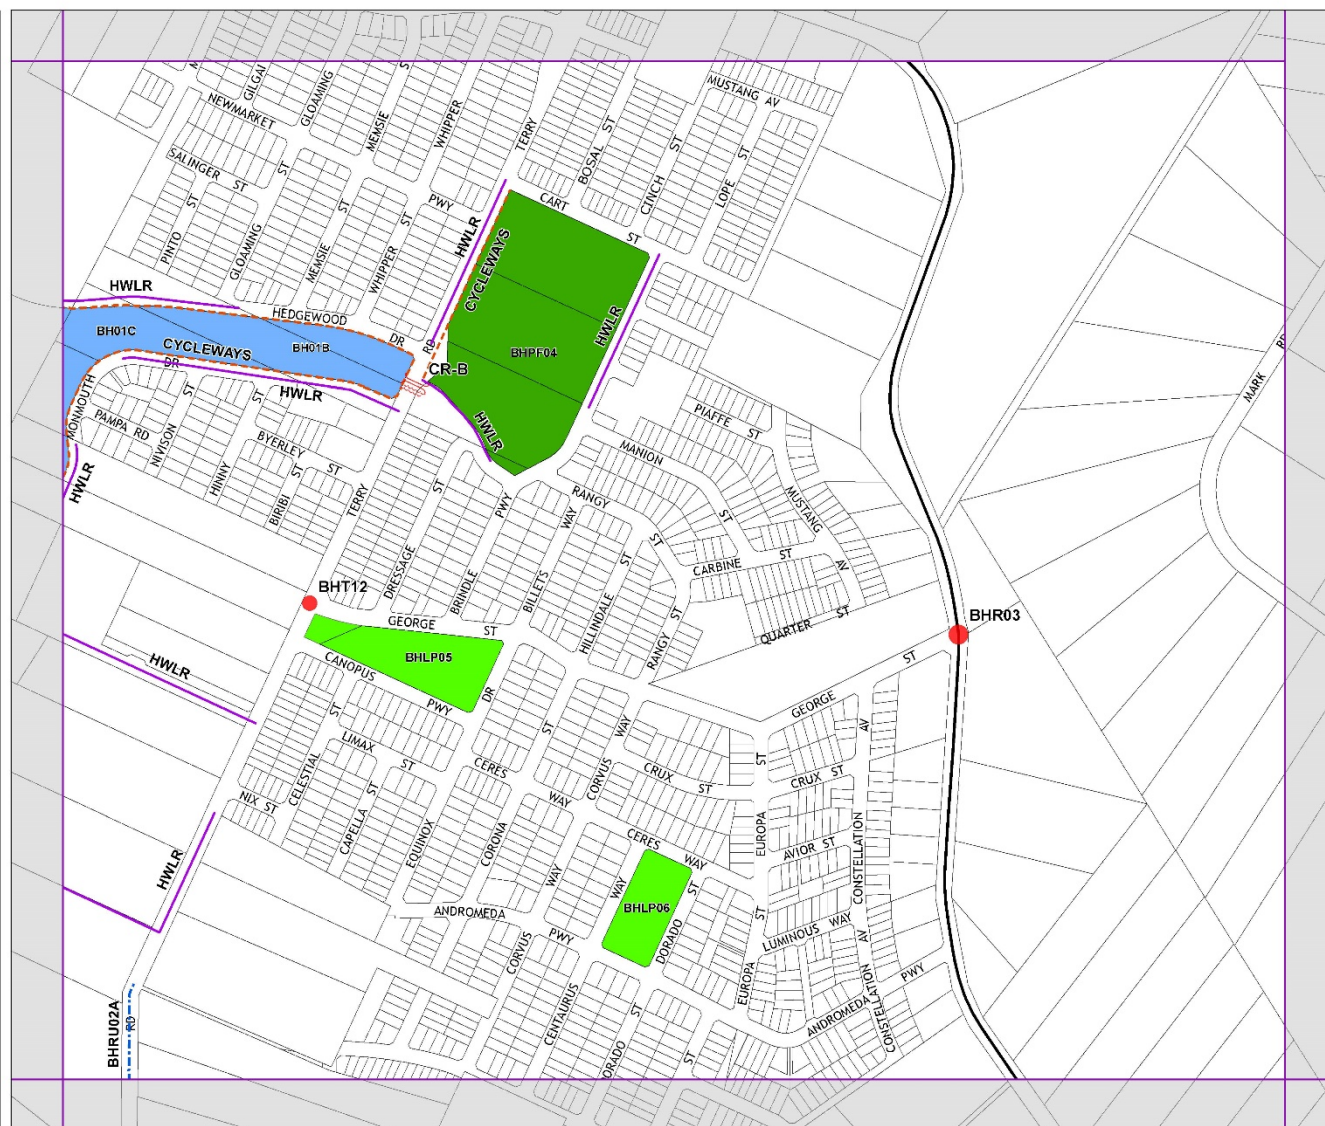 GILGAI
GLOAMING
ST
MEMSIE
WHIPPER
TERRY
BOSAL ST
MUSTANG AV
CINCH ST
LOPE ST
NEWMARKET
ST
SALINGER ST
PINTO ST
GLOAMING
MEMSIE ST
WHIPPER ST
PWY
CART ST
HWLR
CYCLEWAYS
HWLR
HWLR
HEDGEWOOD DR
RD
BH01C
CYCLEWAYS
BH01B
BHPF04
CR-B
DR
HWLR
HWLR
MONMOUTH
PAMPA RD
NIVISON ST
HINNY ST
BYERLEY ST
BIRIBI ST
TERRY
HWLR
DRESSAGE ST
BRINDLE PWY
BILLETS WAY
HILLINDALE ST
RANGY ST
RANGY ST
MANION ST
PIAFFE ST
MUSTANG AV
CARBINE ST
QUARTER ST
MARK RD
BHT12
BHR03
GEORGE ST
BHLP05
CANOPUS PWY
DR
GEORGE ST
HWLR
ST
LIMAX ST
CELESTIAL
NIX ST
CAPELLA ST
EQUINOX
CERES WAY
CORONA
ST
CORVUS WAY
CRUX ST
EUROPA ST
CRUX ST
AVIOR ST
CONSTELLATION AV
CERES WAY
WAY
WAY
BHLP06
DORADO ST
ST
LUMINOUS WAY
HWLR
ANDROMEDA PWY
CORVUS
CENTAURUS
ST
DORADO
ST
EUROPA
ANDROMEDA PWY
CONSTELLATION AV
BHRU02A
RD